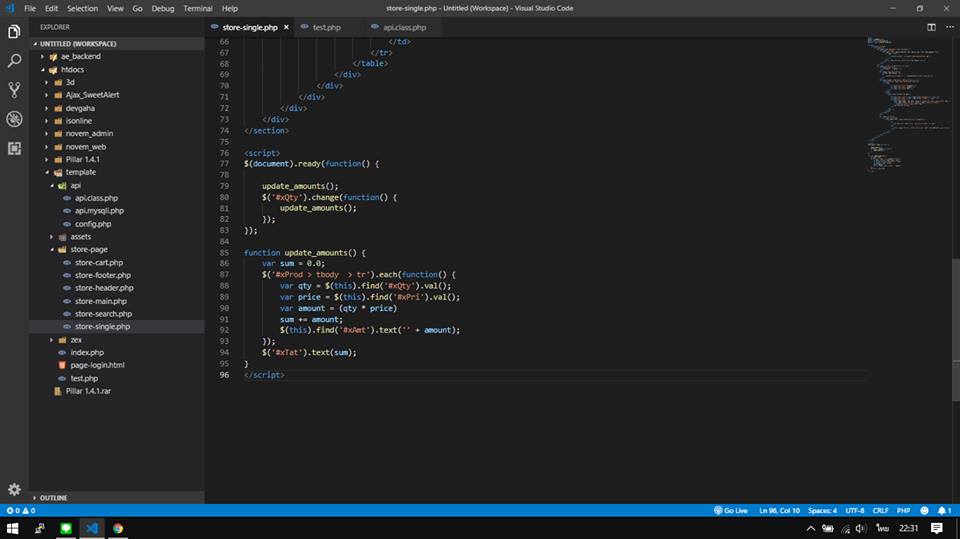 File Edit Selection View Go Debug Terminal Help
store-single.php - Untitled (Workspace) - Visual Studio Code
EXPLORER
UNTITLED (WORKSPACE)
ae_backend
htdocs
3d
Ajax_SweetAlert
devgaha
isonline
novem_admin
novem_web
Pillar 1.4.1
template
api
api.class.php
api.mysqli.php
config.php
assets
store-page
store-cart.php
store-footer.php
store-header.php
store-main.php
store-search.php
store-single.php
zex
index.php
page-login.html
test.php
Pillar 1.4.1.rar
OUTLINE
store-single.php × test.php api.class.php
66 </td>
67 </tr>
68 </table>
69 </div>
70 </div>
71 </div>
72 </div>
73 </div>
74 </section>
75
76 <script>
77 $(document).ready(function() {
78
79 update_amounts();
80 $('#xQty').change(function() {
81 update_amounts();
82 });
83 });
84
85 function update_amounts() {
86 var sum = 0.0;
87 $('#xProd > tbody  > tr').each(function() {
88 var qty = $(this).find('#xQty').val();
89 var price = $(this).find('#xPri').val();
90 var amount = (qty * price)
91 sum += amount;
92 $(this).find('#xAmt').text('' + amount);
93 });
94 $('#xTat').text(sum);
95 }
96 </script>
0 0
Go Live Ln 96, Col 10 Spaces: 4 UTF-8 CRLF PHP 1
ไทย 22:31